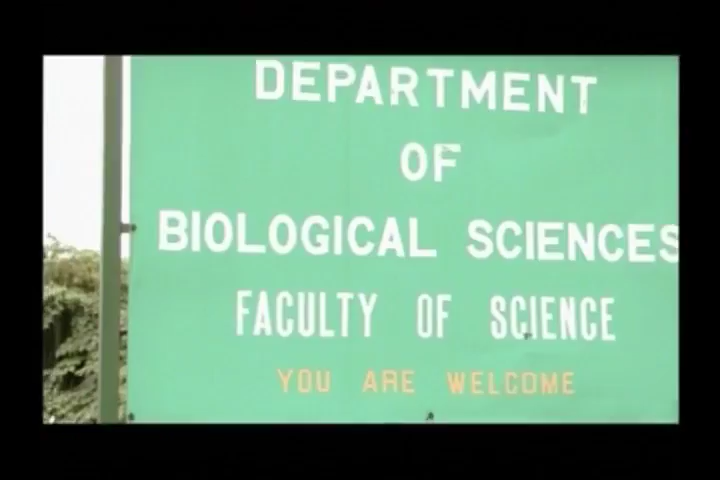 DEPARTMENT
OF
BIOLOGICAL SCIENCES
FACULTY OF SCIENCE
YOU ARE WELCOME